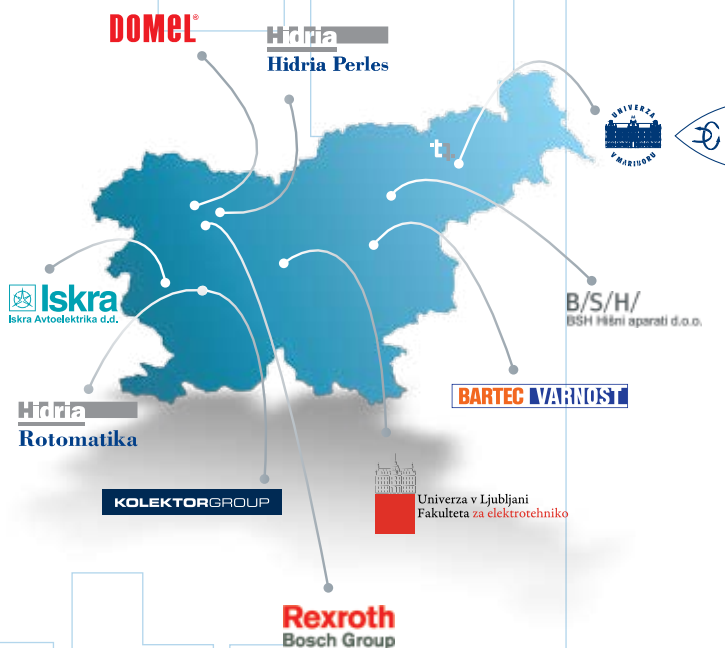 DOMEL®
Hidria
Hidria Perles
UNIVERZA
V MARIBORU
Iskra
Iskra Avtoelektrika d.d.
B/S/H/
BSH Hišni aparati d.o.o.
BARTEC VARNOST
Hidria
Rotomatika
KOLEKTORGROUP
Univerza v Ljubljani
Fakulteta za elektrotehniko
Rexroth
Bosch Group